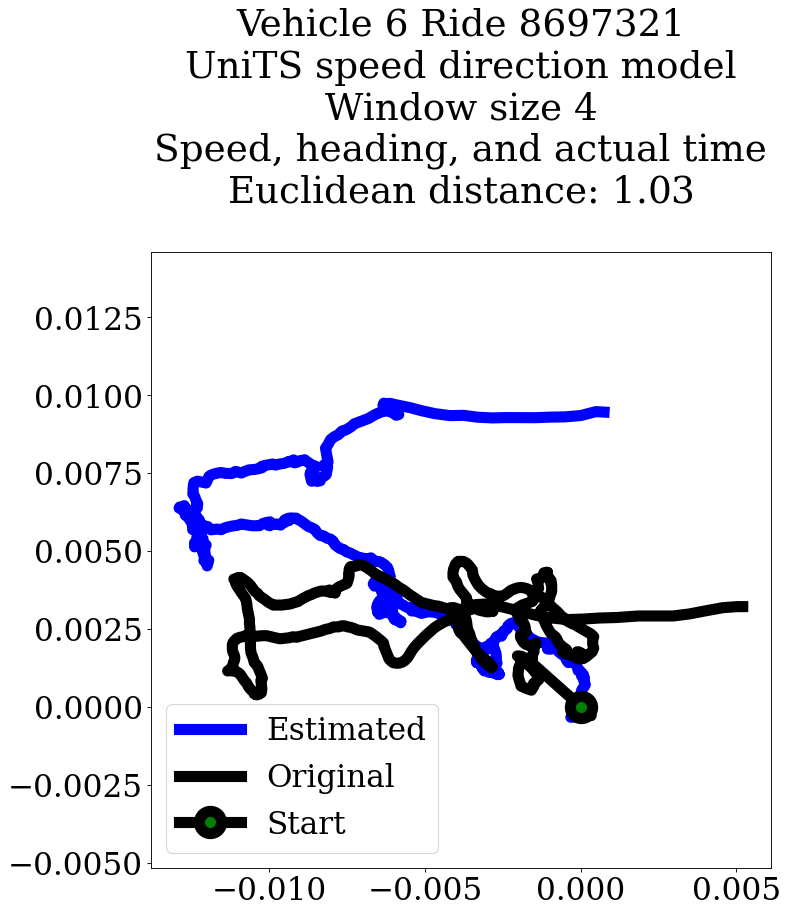 Vehicle 6 Ride 8697321
UniTS speed direction model
Window size 4
Speed, heading, and actual time
Euclidean distance: 1.03
0.0125
0.0100
0.0075
0.0050
0.0025
0.0000
−0.0025
−0.0050
Estimated
Original
Start
−0.010 −0.005 0.000 0.005